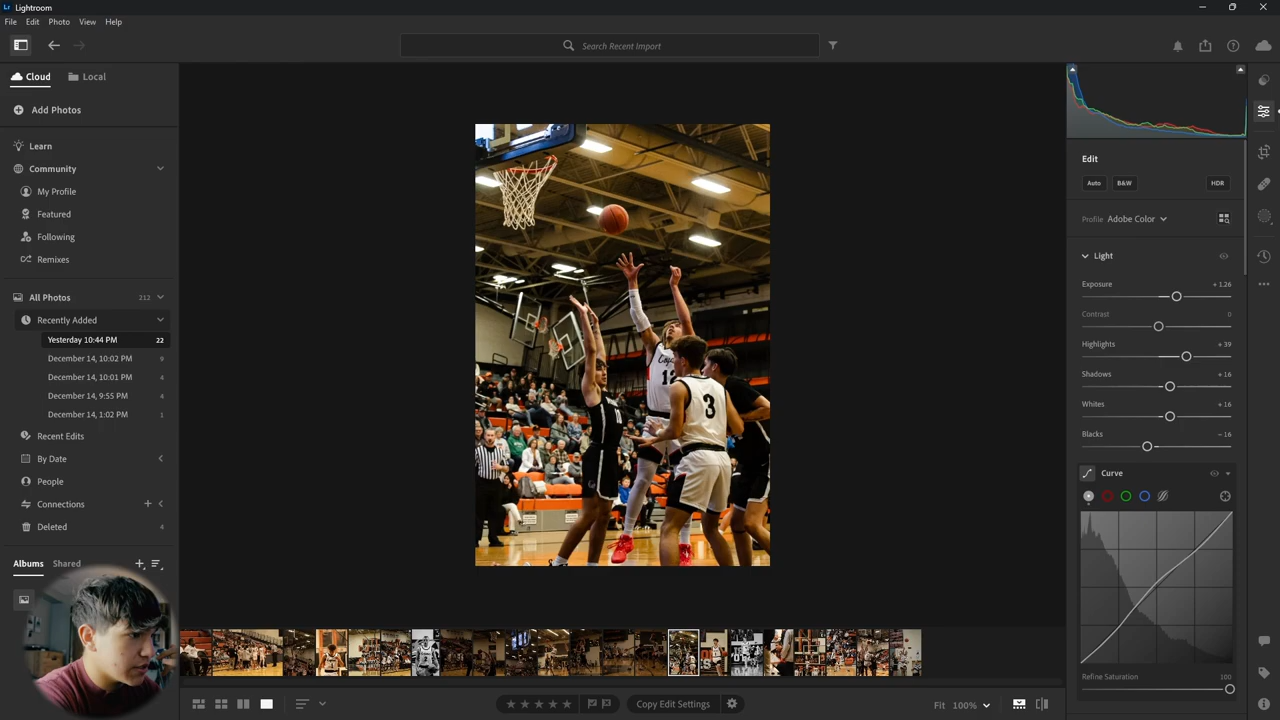 Lightroom
File Edit Photo View Help
Search Recent Import
Cloud Local
Add Photos
Learn
Community
My Profile
Featured
Following
Remixes
All Photos 212
Recently Added
Yesterday 10:44 PM 22
December 14, 10:02 PM 9
December 14, 10:01 PM 4
December 14, 9:55 PM 4
December 14, 1:02 PM 1
Recent Edits
By Date
People
Connections
Deleted 4
Albums Shared
12
3
Copy Edit Settings
Fit 100%
Edit
Auto B&W HDR
Profile Adobe Color
Light
Exposure + 1.26
Contrast 0
Highlights + 39
Shadows + 16
Whites + 16
Blacks – 16
Curve
Refine Saturation 100